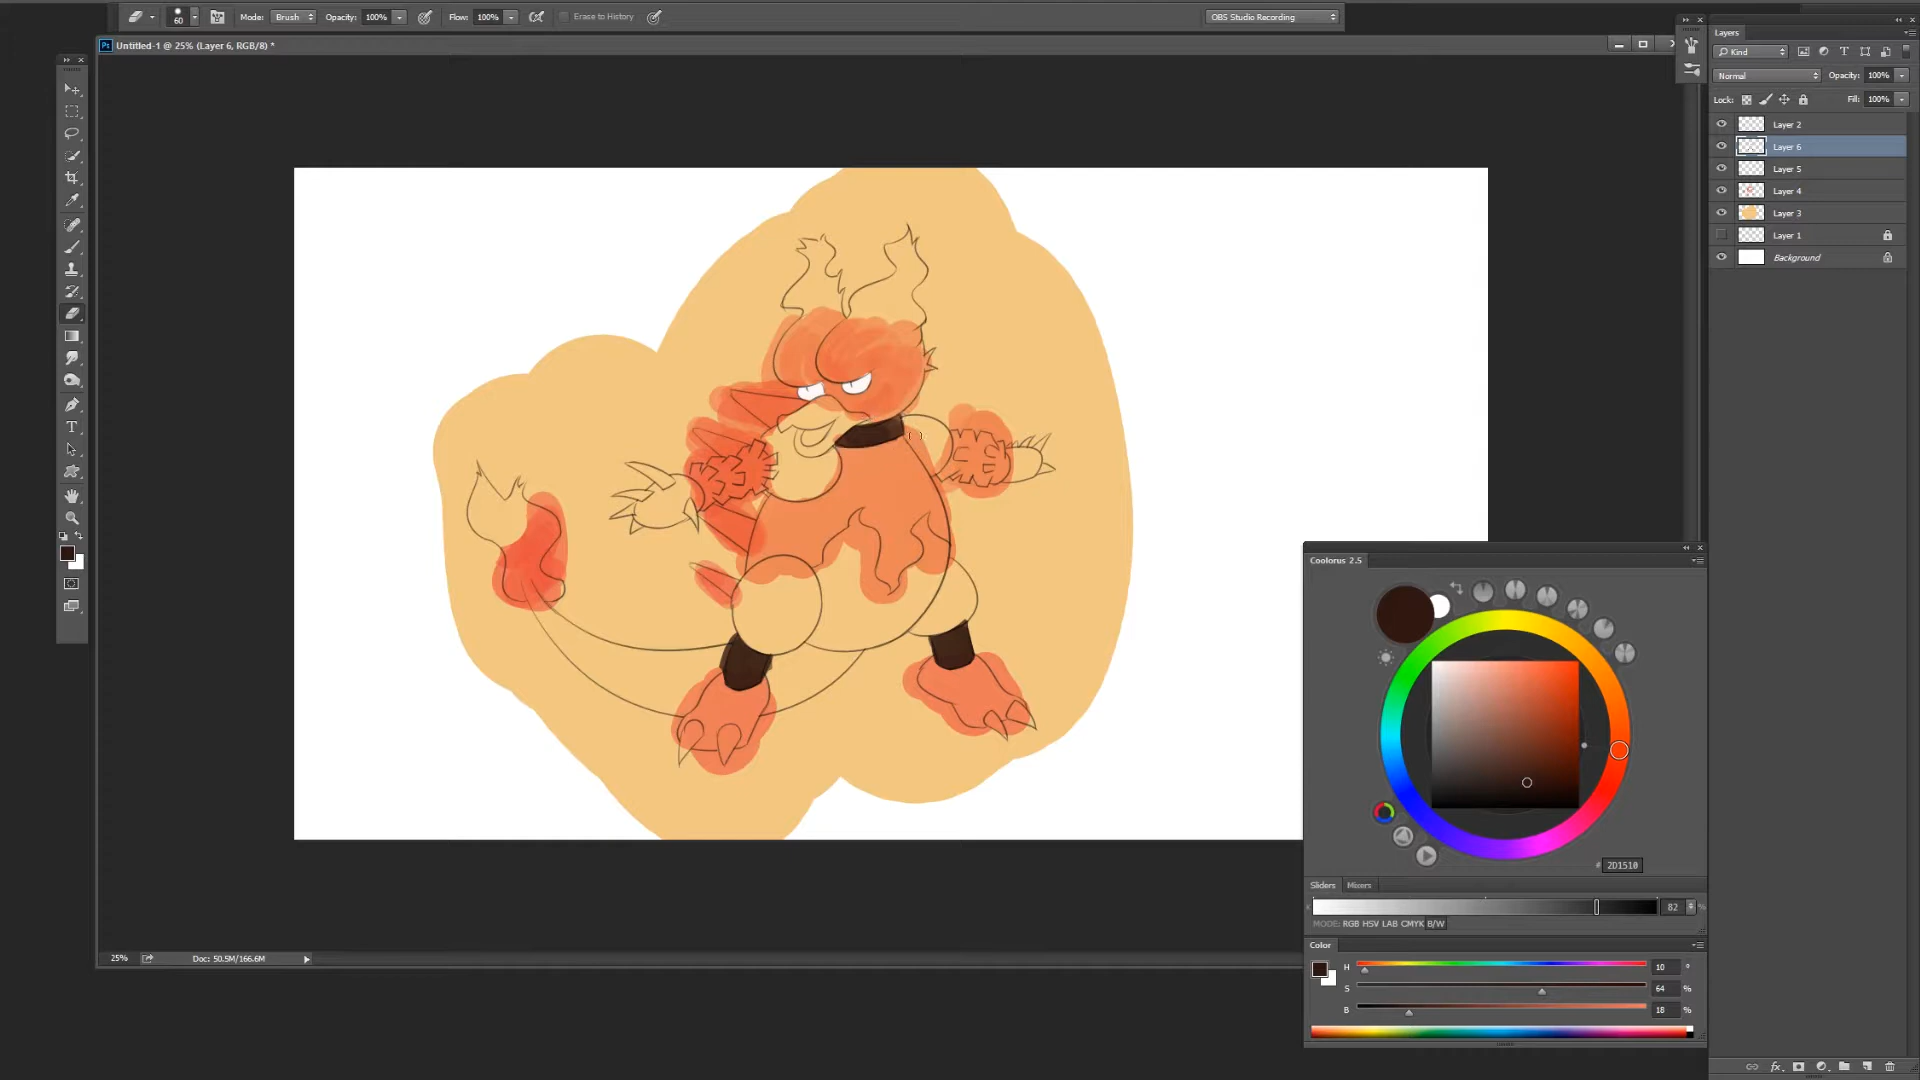 60 Mode: Brush Opacity: 100% Flow: 100% Erase to History OBS Studio Recording
Untitled-1 @ 25% (Layer 6, RGB/8) *
Layers
Kind
Normal Opacity: 100%
Lock: Fill: 100%
Layer 2
Layer 6
Layer 5
Layer 4
Layer 3
Layer 1
Background
Coolorus 2.5
# 2D1510
Sliders Mixers
K 82 %
MODE: RGB HSV LAB CMYK B/W
Color
H 10 °
S 64 %
B 18 %
25% Doc: 50.5M/166.6M